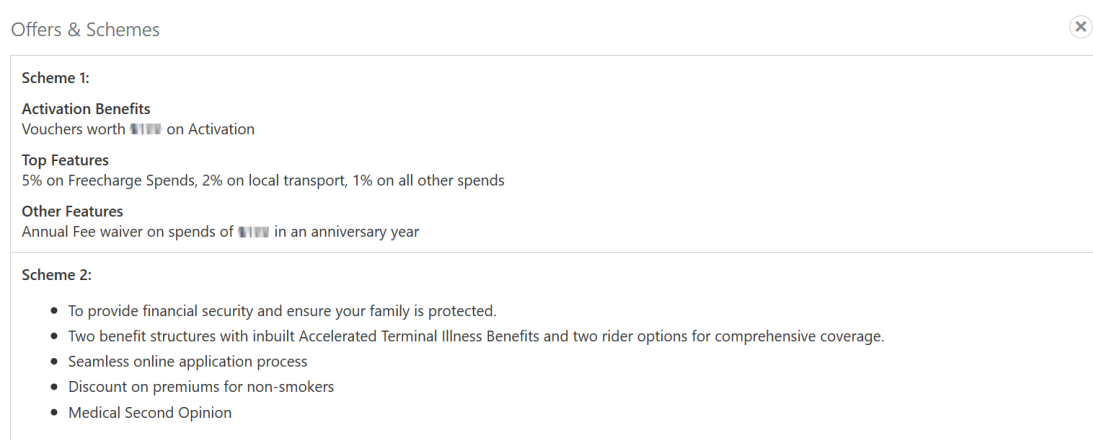 Offers & Schemes
Scheme 1:
Activation Benefits
Vouchers worth on Activation
Top Features
5% on Freecharge Spends, 2% on local transport, 1% on all other spends
Other Features
Annual Fee waiver on spends of in an anniversary year
Scheme 2:
• To provide financial security and ensure your family is protected.
• Two benefit structures with inbuilt Accelerated Terminal Illness Benefits and two rider options for comprehensive coverage.
• Seamless online application process
• Discount on premiums for non-smokers
• Medical Second Opinion